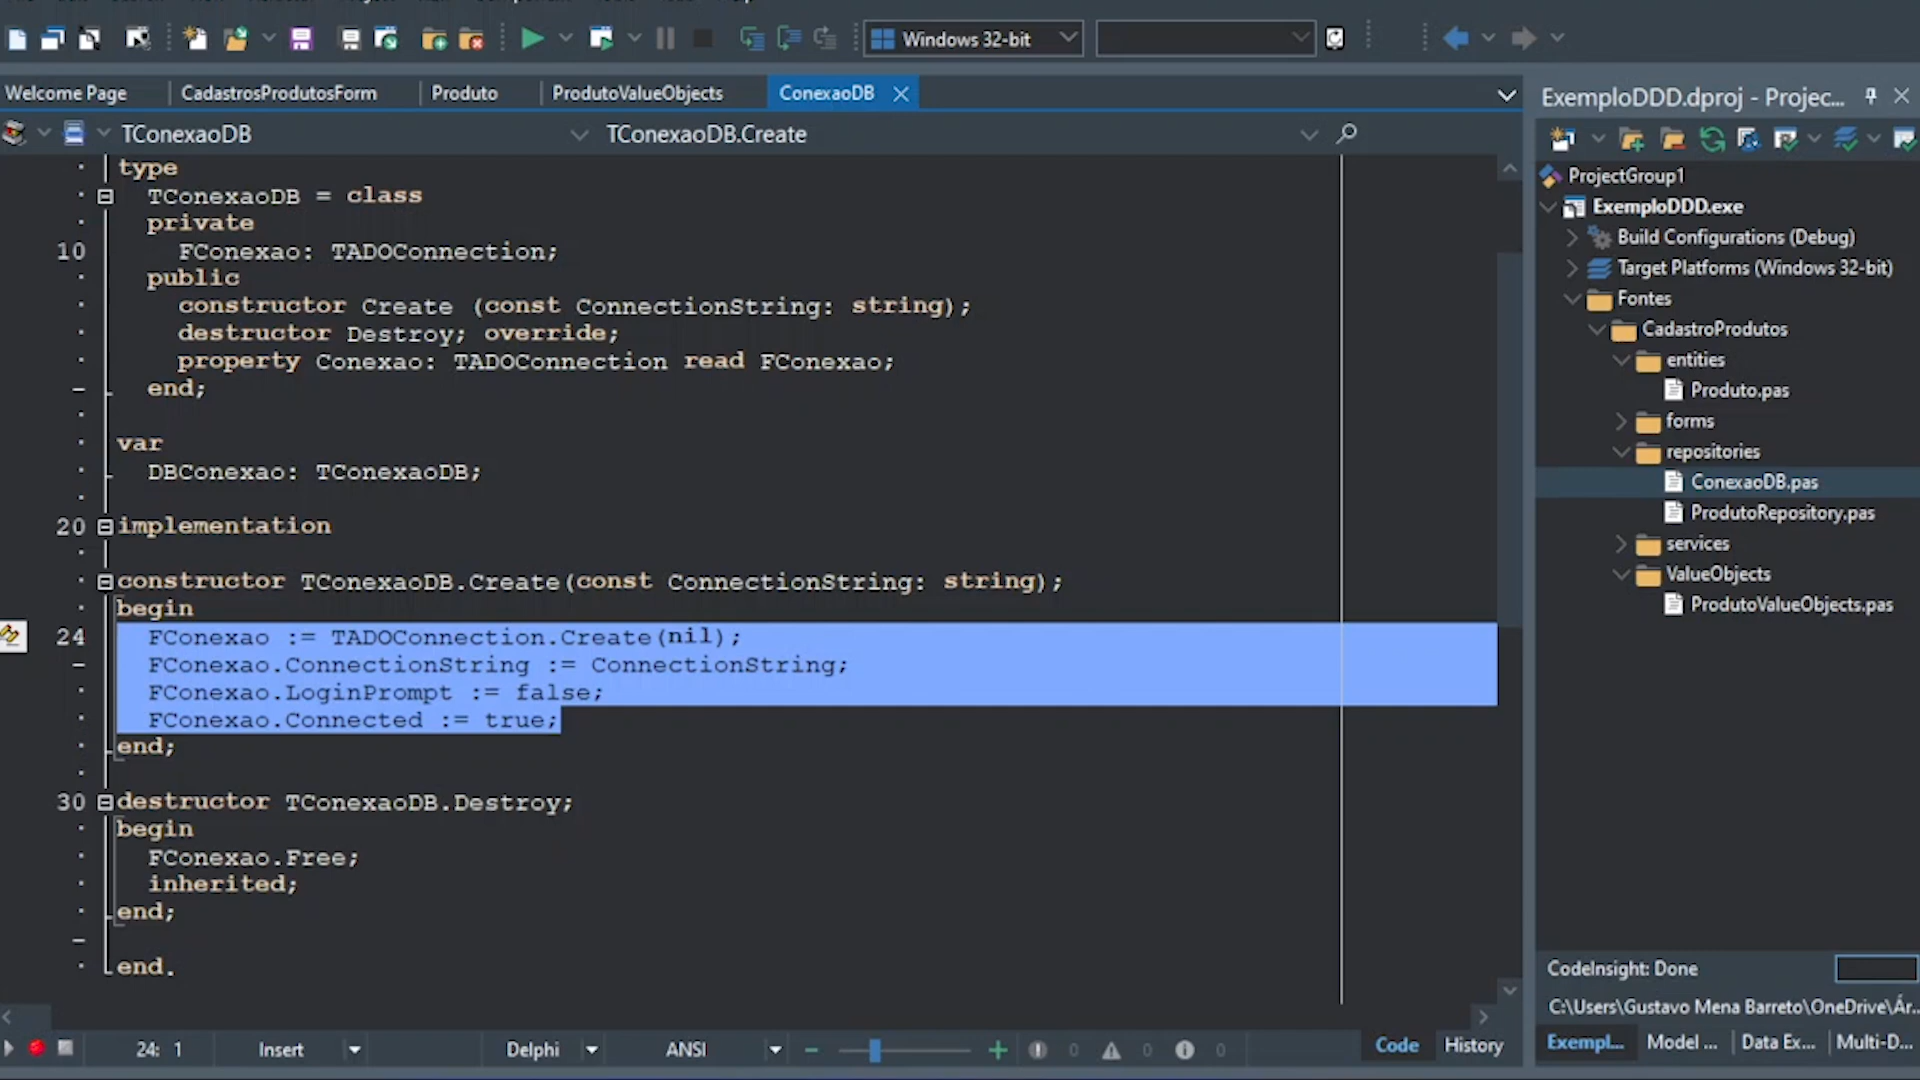 Windows 32-bit
Welcome Page
CadastrosProdutosForm
Produto
ProdutoValueObjects
ConexaoDB
ExemploDDD.dproj - Projec...
TConexaoDB
TConexaoDB.Create
type
TConexaoDB = class
private
10 FConexao: TADOConnection;
public
constructor Create (const ConnectionString: string);
destructor Destroy; override;
property Conexao: TADOConnection read FConexao;
end;
var
DBConexao: TConexaoDB;
20 implementation
constructor TConexaoDB.Create(const ConnectionString: string);
begin
24 FConexao := TADOConnection.Create(nil);
FConexao.ConnectionString := ConnectionString;
FConexao.LoginPrompt := false;
FConexao.Connected := true;
end;
30 destructor TConexaoDB.Destroy;
begin
FConexao.Free;
inherited;
end;
end.
ProjectGroup1
ExemploDDD.exe
Build Configurations (Debug)
Target Platforms (Windows 32-bit)
Fontes
CadastroProdutos
entities
Produto.pas
forms
repositories
ConexaoDB.pas
ProdutoRepository.pas
services
ValueObjects
ProdutoValueObjects.pas
CodeInsight: Done
C:\Users\Gustavo Mena Barreto\OneDrive\Ár...
Exempl...
Model ...
Data Ex...
Multi-D...
24: 1
Insert
Delphi
ANSI
0
0
0
Code
History